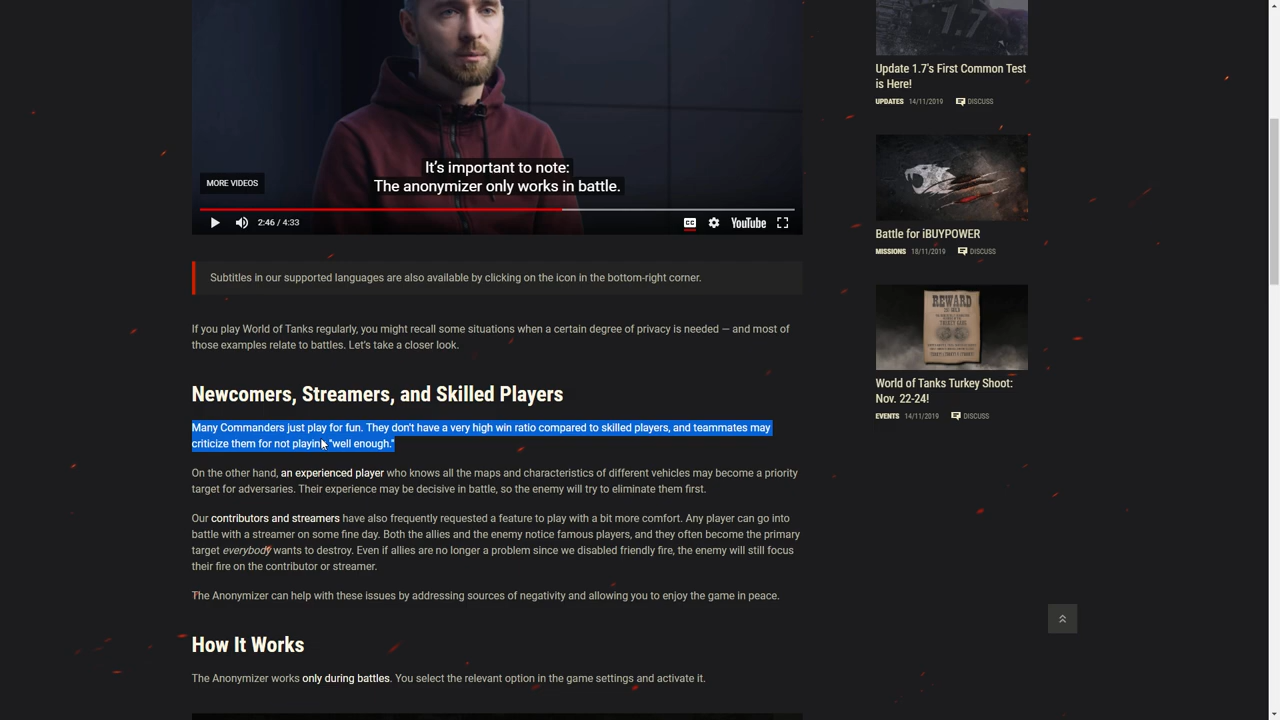 It's important to note:
The anonymizer only works in battle.
MORE VIDEOS
2:46 / 4:33
CC
YouTube
Subtitles in our supported languages are also available by clicking on the icon in the bottom-right corner.
If you play World of Tanks regularly, you might recall some situations when a certain degree of privacy is needed — and most of
those examples relate to battles. Let's take a closer look.
Newcomers, Streamers, and Skilled Players
Many Commanders just play for fun. They don't have a very high win ratio compared to skilled players, and teammates may
criticize them for not playing "well enough."
On the other hand, an experienced player who knows all the maps and characteristics of different vehicles may become a priority
target for adversaries. Their experience may be decisive in battle, so the enemy will try to eliminate them first.
Our contributors and streamers have also frequently requested a feature to play with a bit more comfort. Any player can go into
battle with a streamer on some fine day. Both the allies and the enemy notice famous players, and they often become the primary
target everybody wants to destroy. Even if allies are no longer a problem since we disabled friendly fire, the enemy will still focus
their fire on the contributor or streamer.
The Anonymizer can help with these issues by addressing sources of negativity and allowing you to enjoy the game in peace.
How It Works
The Anonymizer works only during battles. You select the relevant option in the game settings and activate it.
1.7
Update 1.7's First Common Test
is Here!
UPDATES 14/11/2019 DISCUSS
Battle for iBUYPOWER
MISSIONS 18/11/2019 DISCUSS
REWARD
World of Tanks Turkey Shoot:
Nov. 22-24!
EVENTS 14/11/2019 DISCUSS